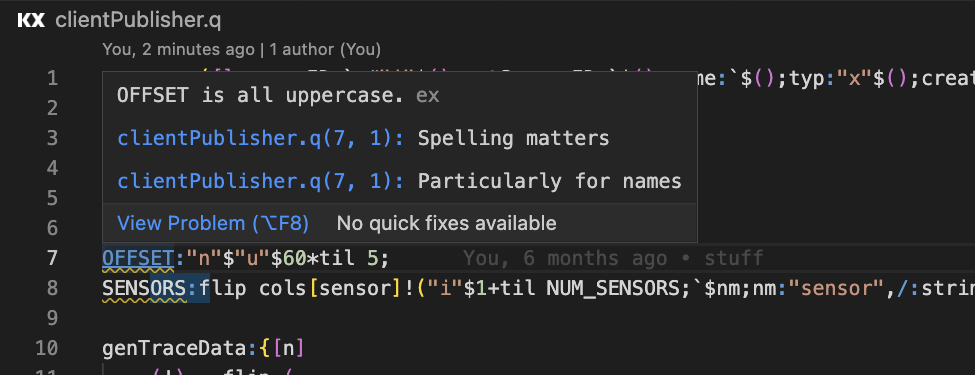 KX clientPublisher.q
You, 2 minutes ago | 1 author (You)
1 me:`$();typ:"x"$();creat
2 OFFSET is all uppercase. ex
3 clientPublisher.q(7, 1): Spelling matters
4 clientPublisher.q(7, 1): Particularly for names
5
6 View Problem (⌥F8) No quick fixes available
7 OFFSET:"n"$"u"$60*til 5; You, 6 months ago • stuff
8 SENSORS:flip cols[sensor]!("i"$1+til NUM_SENSORS;`$nm;nm:"sensor",/:strin
9
10 genTraceData:{[n]
11